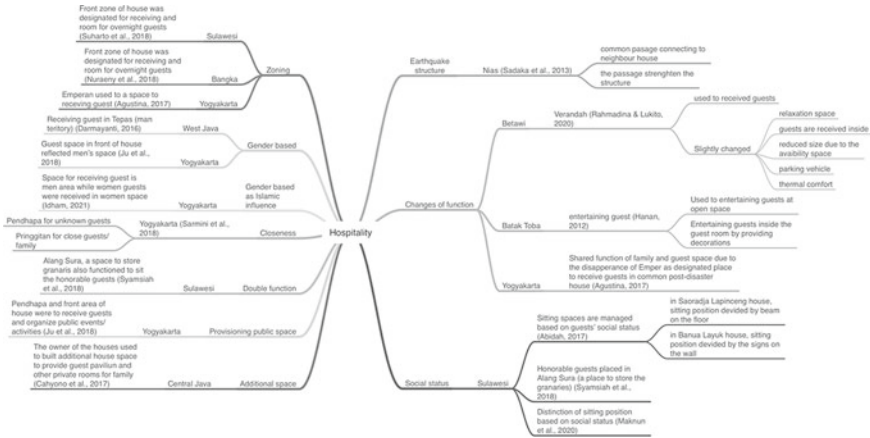 Front zone of house was
designated for receiving and
room for overnight guests
(Suharto et al., 2018)
Sulawesi
Front zone of house was
designated for receiving and
room for overnight guests
(Nuraeny et al., 2018)
Bangka
Zoning
Emperan used to a space to
receving guest (Agustina, 2017)
Yogyakarta
Receiving guest in Tepas (man
teritory) (Darmayanti, 2016)
West Java
Gender based
Guest space in front of house
reflected men's space (Ju et al.,
2018)
Yogyakarta
Space for receiving guest is
men area while women guests
were received in women space
(Idham, 2021)
Yogyakarta
Gender based
as Islamic
influence
Pendhapa for unknown guests
Pringgitan for close guests/
family
Yogyakarta (Sarmini et al.,
2018)
Closeness
Alang Sura, a space to store
granaris also functioned to sit
the honorable guests (Syamsiah
et al., 2018)
Sulawesi
Double function
Pendhapa and front area of
house were to receive guests
and organize public events/
activities (Ju et al., 2018)
Yogyakarta
Provisioning public space
The owner of the houses used
to built additional house space
to provide guest paviliun and
other private rooms for family
(Cahyono et al., 2017)
Central Java
Additional space
Hospitality
Earthquake
structure
Nias (Sadaka et al., 2013)
common pasage connecting to
neighbour house
the passage strenghten the
structure
Changes of function
Betawi
Verandah (Rahmadina & Lukito,
2020)
used to received guests
Slightly changed
relaxation space
guests are received inside
reduced size due to the
avaibility space
parking vehicle
thermal comfort
Batak Toba
entertaining guest (Hanan,
2012)
Used to entertaining guests at
open space
Entertaining guests inside the
guest room by providing
decorations
Yogyakarta
Shared function of family and guest space due to
the disapperance of Emper as designated place
to receive guests in common post-disaster
house (Agustina, 2017)
Social status
Sulawesi
Sitting spaces are managed
based on guests' social status
(Abidah, 2017)
in Saoradja Lapinceng house,
sitting position devided by beam
on the floor
in Banua Layuk house, sitting
position devided by the signs on
the wall
Honorable guests placed in
Alang Sura (a place to store the
granaries) (Syamsiah et al.,
2018)
Distinction of sitting position
based on social status (Maknun
et al., 2020)